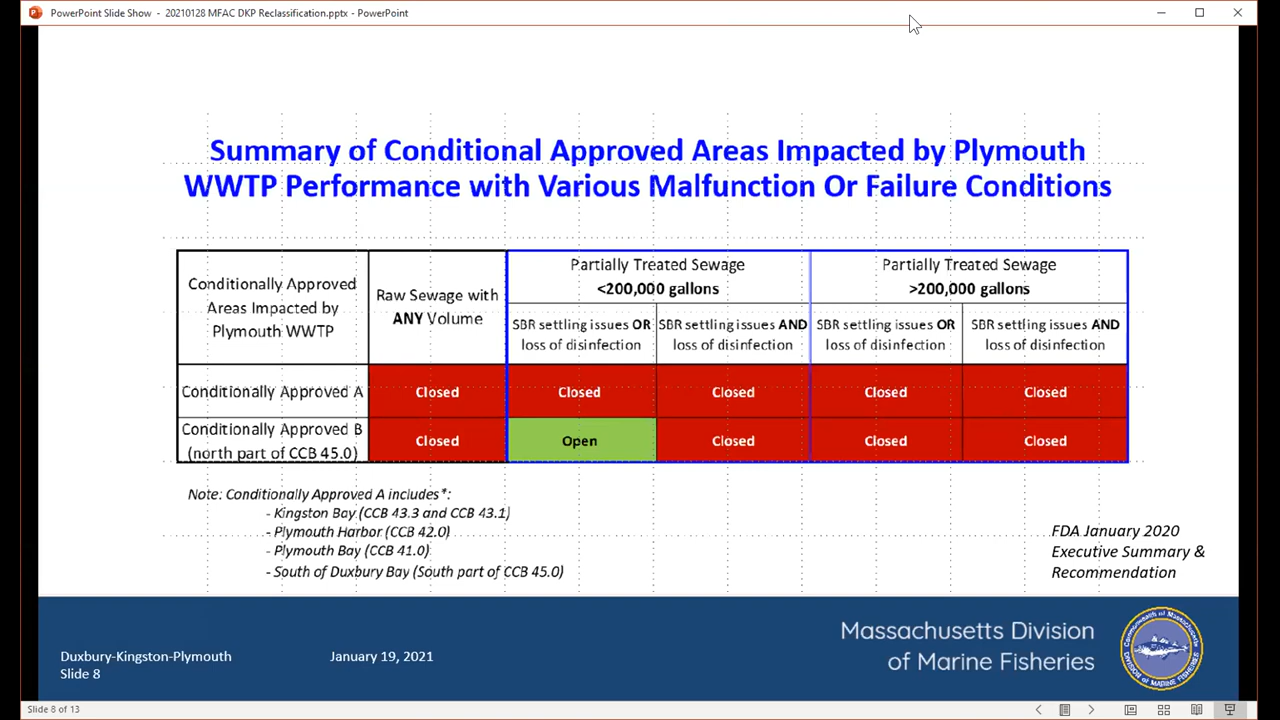 PowerPoint Slide Show - 20210128 MFAC DKP Reclassification.pptx - PowerPoint
Summary of Conditional Approved Areas Impacted by Plymouth
WWTP Performance with Various Malfunction Or Failure Conditions
Conditionally Approved
Areas Impacted by
Plymouth WWTP
Raw Sewage with
ANY Volume
Partially Treated Sewage
<200,000 gallons
Partially Treated Sewage
>200,000 gallons
SBR settling issues OR
loss of disinfection
SBR settling issues AND
loss of disinfection
SBR settling issues OR
loss of disinfection
SBR settling issues AND
loss of disinfection
Conditionally Approved A
Closed
Closed
Closed
Closed
Closed
Conditionally Approved B
(north part of CCB 45.0)
Closed
Open
Closed
Closed
Closed
Note: Conditionally Approved A includes*:
- Kingston Bay (CCB 43.3 and CCB 43.1)
- Plymouth Harbor (CCB 42.0)
- Plymouth Bay (CCB 41.0)
- South of Duxbury Bay (South part of CCB 45.0)
FDA January 2020
Executive Summary &
Recommendation
Duxbury-Kingston-Plymouth
Slide 8
January 19, 2021
Massachusetts Division
of Marine Fisheries
Commonwealth of Massachusetts
DIVISION of MARINE FISHERIES
Slide 8 of 13